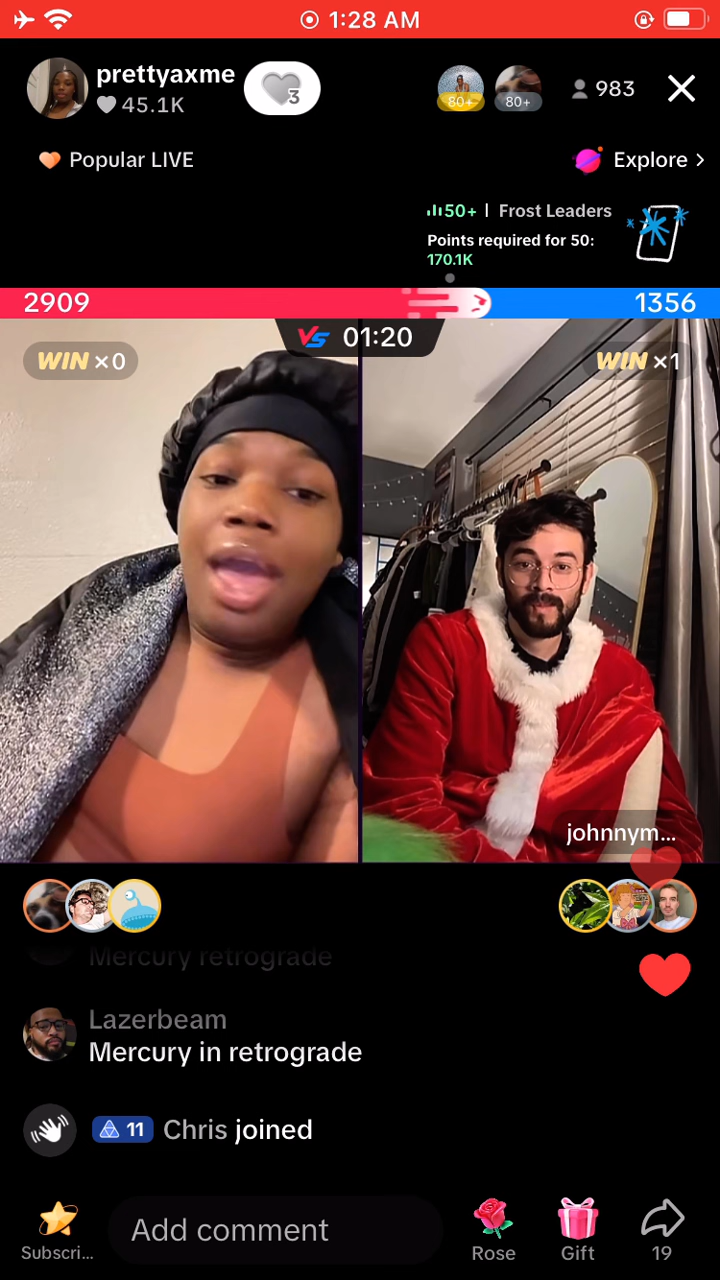 1:28 AM
prettyaxme
45.1K
3
80+
80+
983
Popular LIVE
Explore >
50+ | Frost Leaders
Points required for 50:
170.1K
2909
1356
VS 01:20
WIN ×0
WIN ×1
johnnym...
Mercury retrograde
Lazerbeam
Mercury in retrograde
11 Chris joined
Add comment
Subscri...
Rose
Gift
19